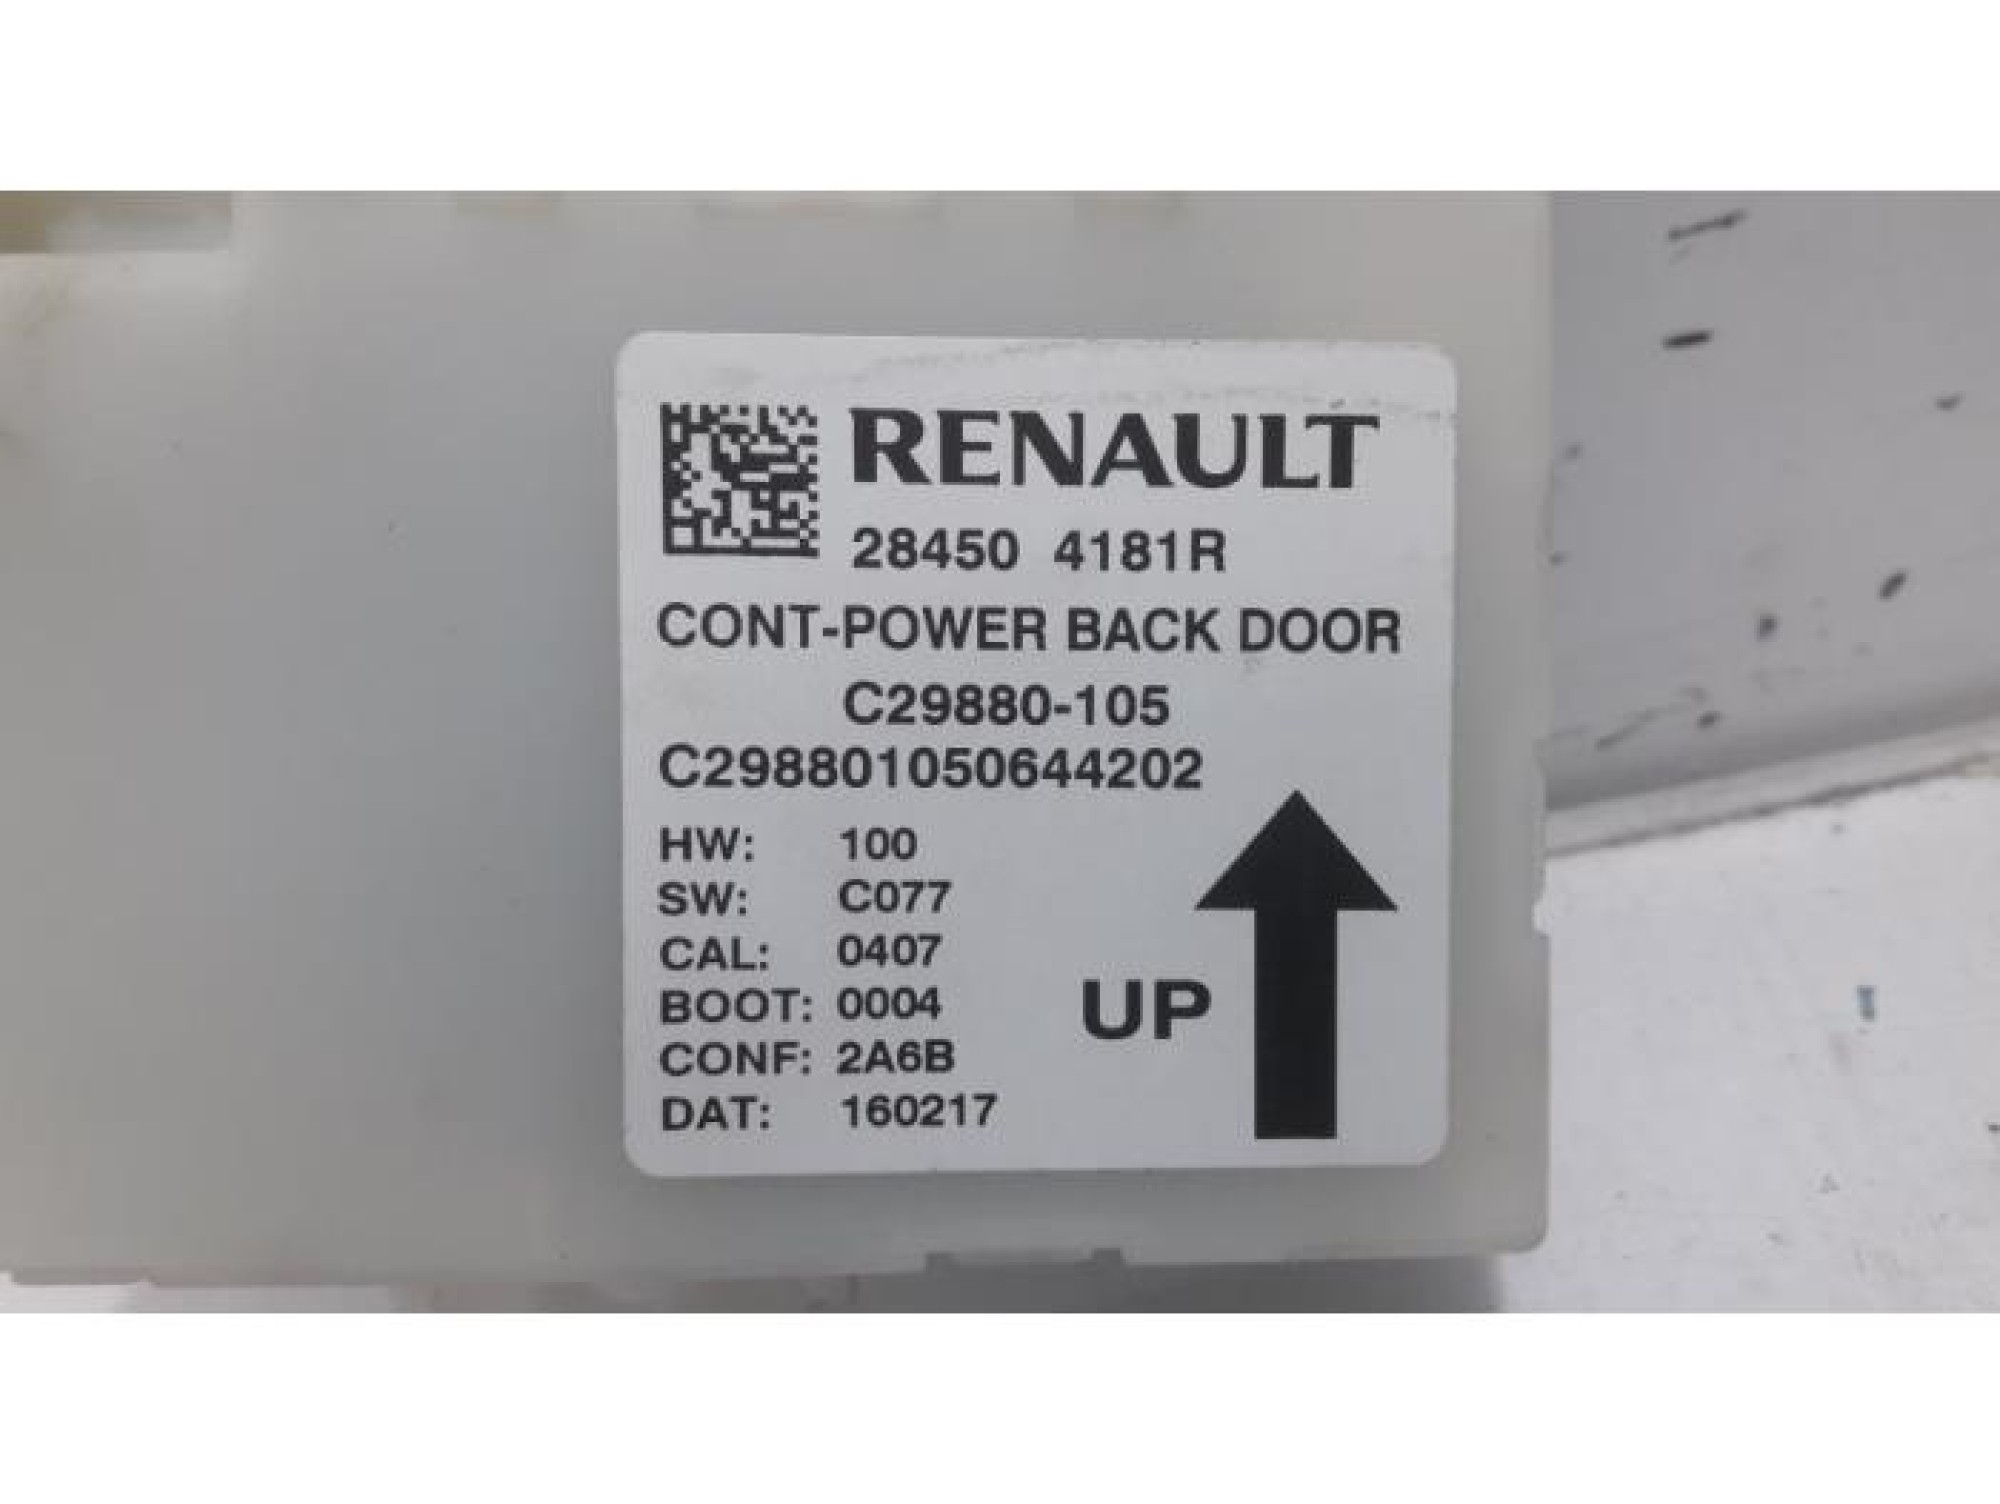 RENAULT
28450 4181R
CONT-POWER BACK DOOR
C29880-105
C298801050644202
HW: 100
SW: C077
CAL: 0407
BOOT: 0004
CONF: 2A6B
DAT: 160217
UP